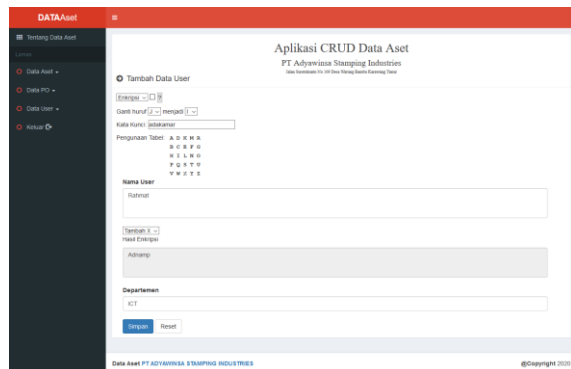 DATAAset
Tentang Data Aset
Data Aset
Data PO
Data User
Keluar
Aplikasi CRUD Data Aset
PT Adyawinsa Stamping Industries
Tambah Data User
Enkripsi
Ganti huruf J menjadi I
Kata Kunci: adakamar
Pengunaan Tabel:
A D K M R
B C E F G
H I L N O
P Q S T U
V W X Y Z
Nama User
Rahmat
Tambah X
Hasil Enkripsi
Adnamp
Departemen
ICT
Simpan Reset
Data Aset PT ADYAWINSA STAMPING INDUSTRIES
@Copyright 2020